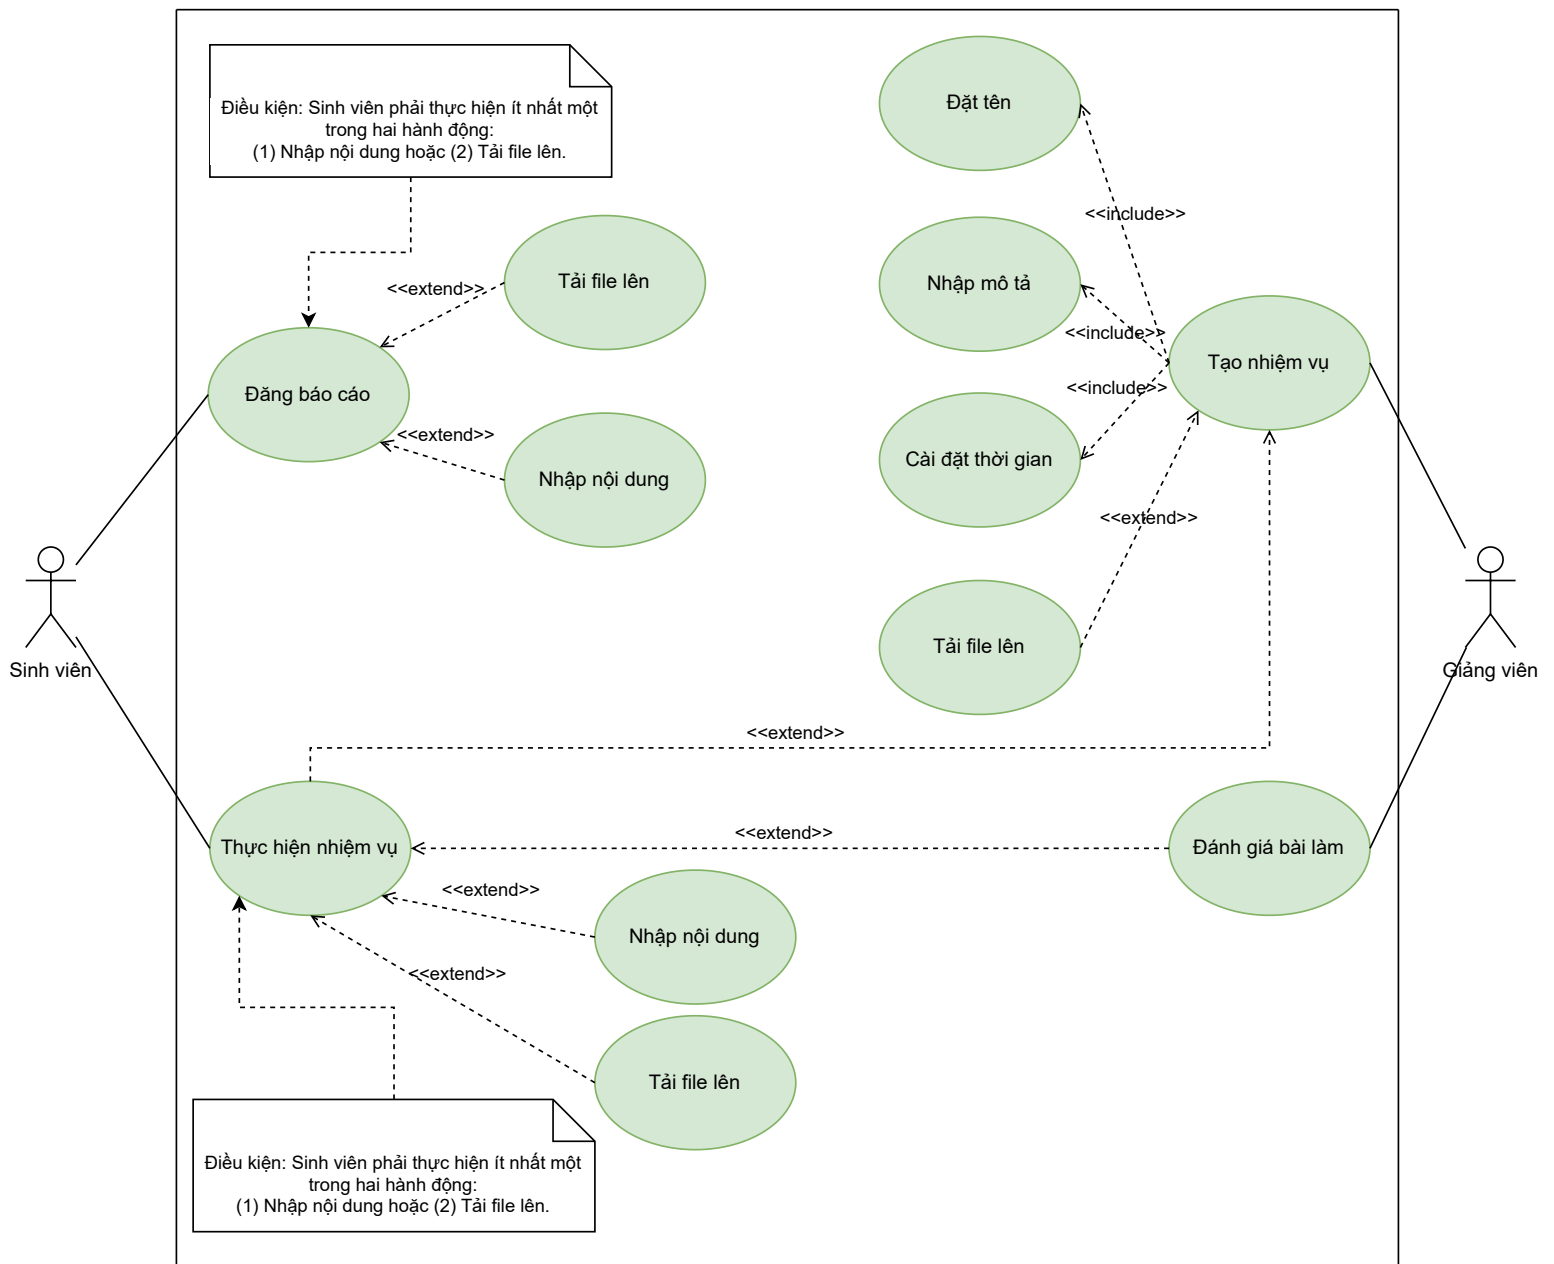 Điều kiện: Sinh viên phải thực hiện ít nhất một
trong hai hành động:
(1) Nhập nội dung hoặc (2) Tải file lên.
Đặt tên
<<include>>
Tải file lên
<<extend>>
Nhập mô tả
<<include>>
Tạo nhiệm vụ
Đăng báo cáo
<<include>>
<<extend>>
Nhập nội dung
Cài đặt thời gian
<<extend>>
Tải file lên
Sinh viên
Giảng viên
<<extend>>
Thực hiện nhiệm vụ
<<extend>>
Đánh giá bài làm
<<extend>>
Nhập nội dung
<<extend>>
Tải file lên
Điều kiện: Sinh viên phải thực hiện ít nhất một
trong hai hành động:
(1) Nhập nội dung hoặc (2) Tải file lên.